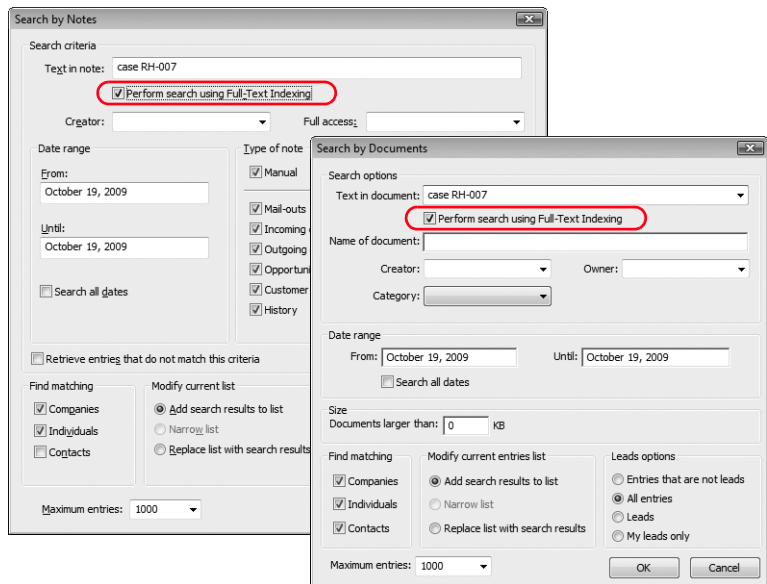 Search by Notes
Search criteria
Text in note: case RH-007
Perform search using Full-Text Indexing
Creator: Full access:
Date range
From:
October 19, 2009
Until:
October 19, 2009
Search all dates
Type of note
Manual
Mail-outs
Incoming
Outgoing
Opportuni
Customer
History
Retrieve entries that do not match this criteria
Find matching
Companies
Individuals
Contacts
Modify current list
Add search results to list
Narrow list
Replace list with search results
Maximum entries: 1000
Search by Documents
Search options
Text in document: case RH-007
Perform search using Full-Text Indexing
Name of document:
Creator: Owner:
Category:
Date range
From: October 19, 2009 Until: October 19, 2009
Search all dates
Size
Documents larger than: 0 KB
Find matching
Companies
Individuals
Contacts
Modify current entries list
Add search results to list
Narrow list
Replace list with search results
Leads options
Entries that are not leads
All entries
Leads
My leads only
Maximum entries: 1000
OK Cancel